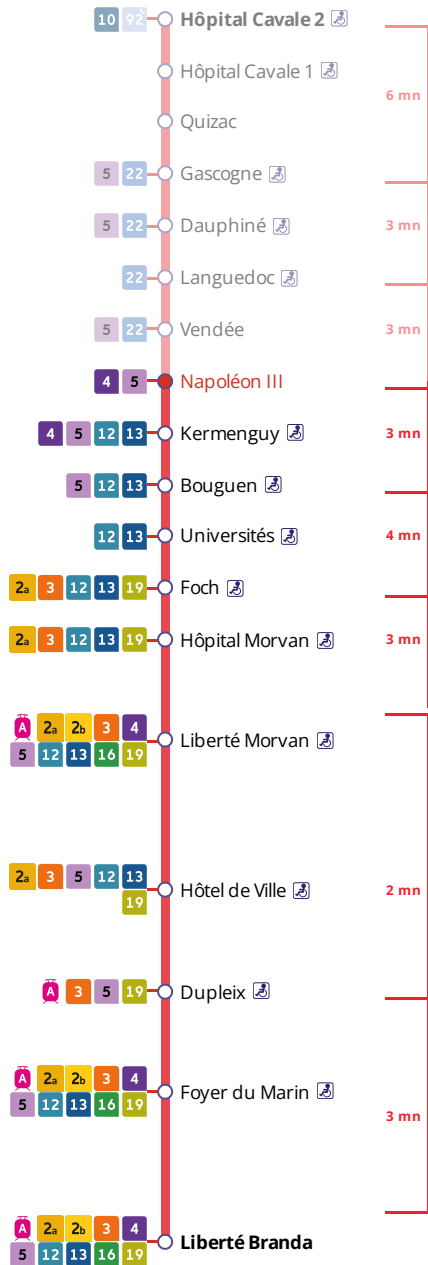 10 92 Hôpital Cavale 2
Hôpital Cavale 1
6 mn
Quizac
5 22 Gascogne
5 22 Dauphiné 3 mn
22 Languedoc
5 22 Vendée 3 mn
4 5 Napoléon III
4 5 12 13 Kermenguy 3 mn
5 12 13 Bouguen
12 13 Universités 4 mn
2a 3 12 13 19 Foch
2a 3 12 13 19 Hôpital Morvan 3 mn
A 2a 2b 3 4
5 12 13 16 19 Liberté Morvan
2a 3 5 12 13 Hôtel de Ville 2 mn
19
A 3 5 19 Dupleix
A 2a 2b 3 4
5 12 13 16 19 Foyer du Marin
3 mn
A 2a 2b 3 4
5 12 13 16 19 Liberté Branda